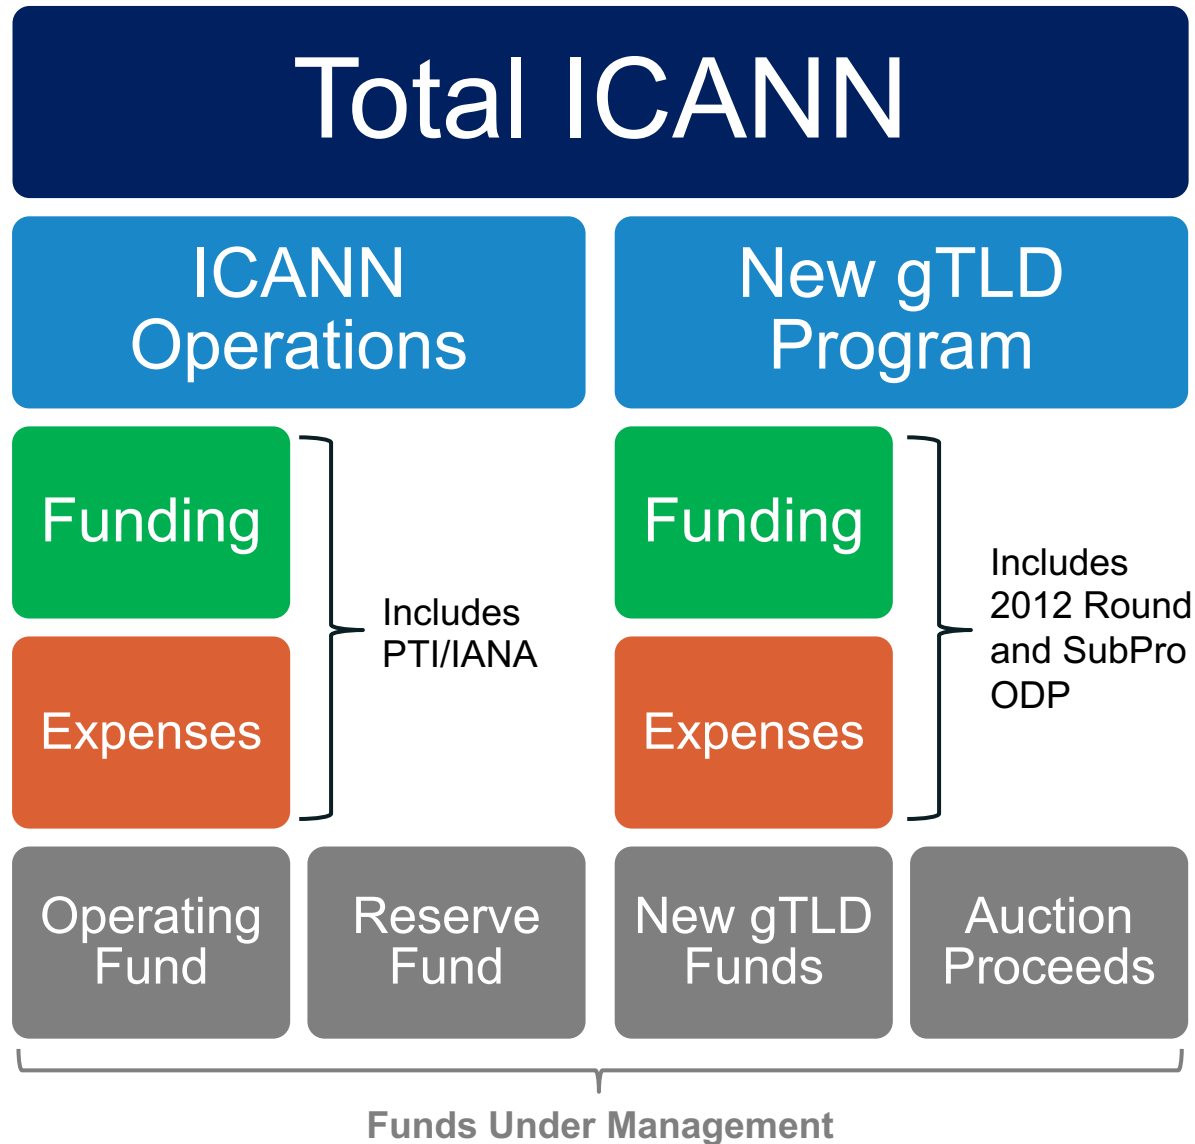 Total ICANN
ICANN
Operations
New gTLD
Program
Funding
Expenses
Includes
PTI/IANA
Funding
Expenses
Includes
2012 Round
and SubPro
ODP
Operating
Fund
Reserve
Fund
New gTLD
Funds
Auction
Proceeds
Funds Under Management